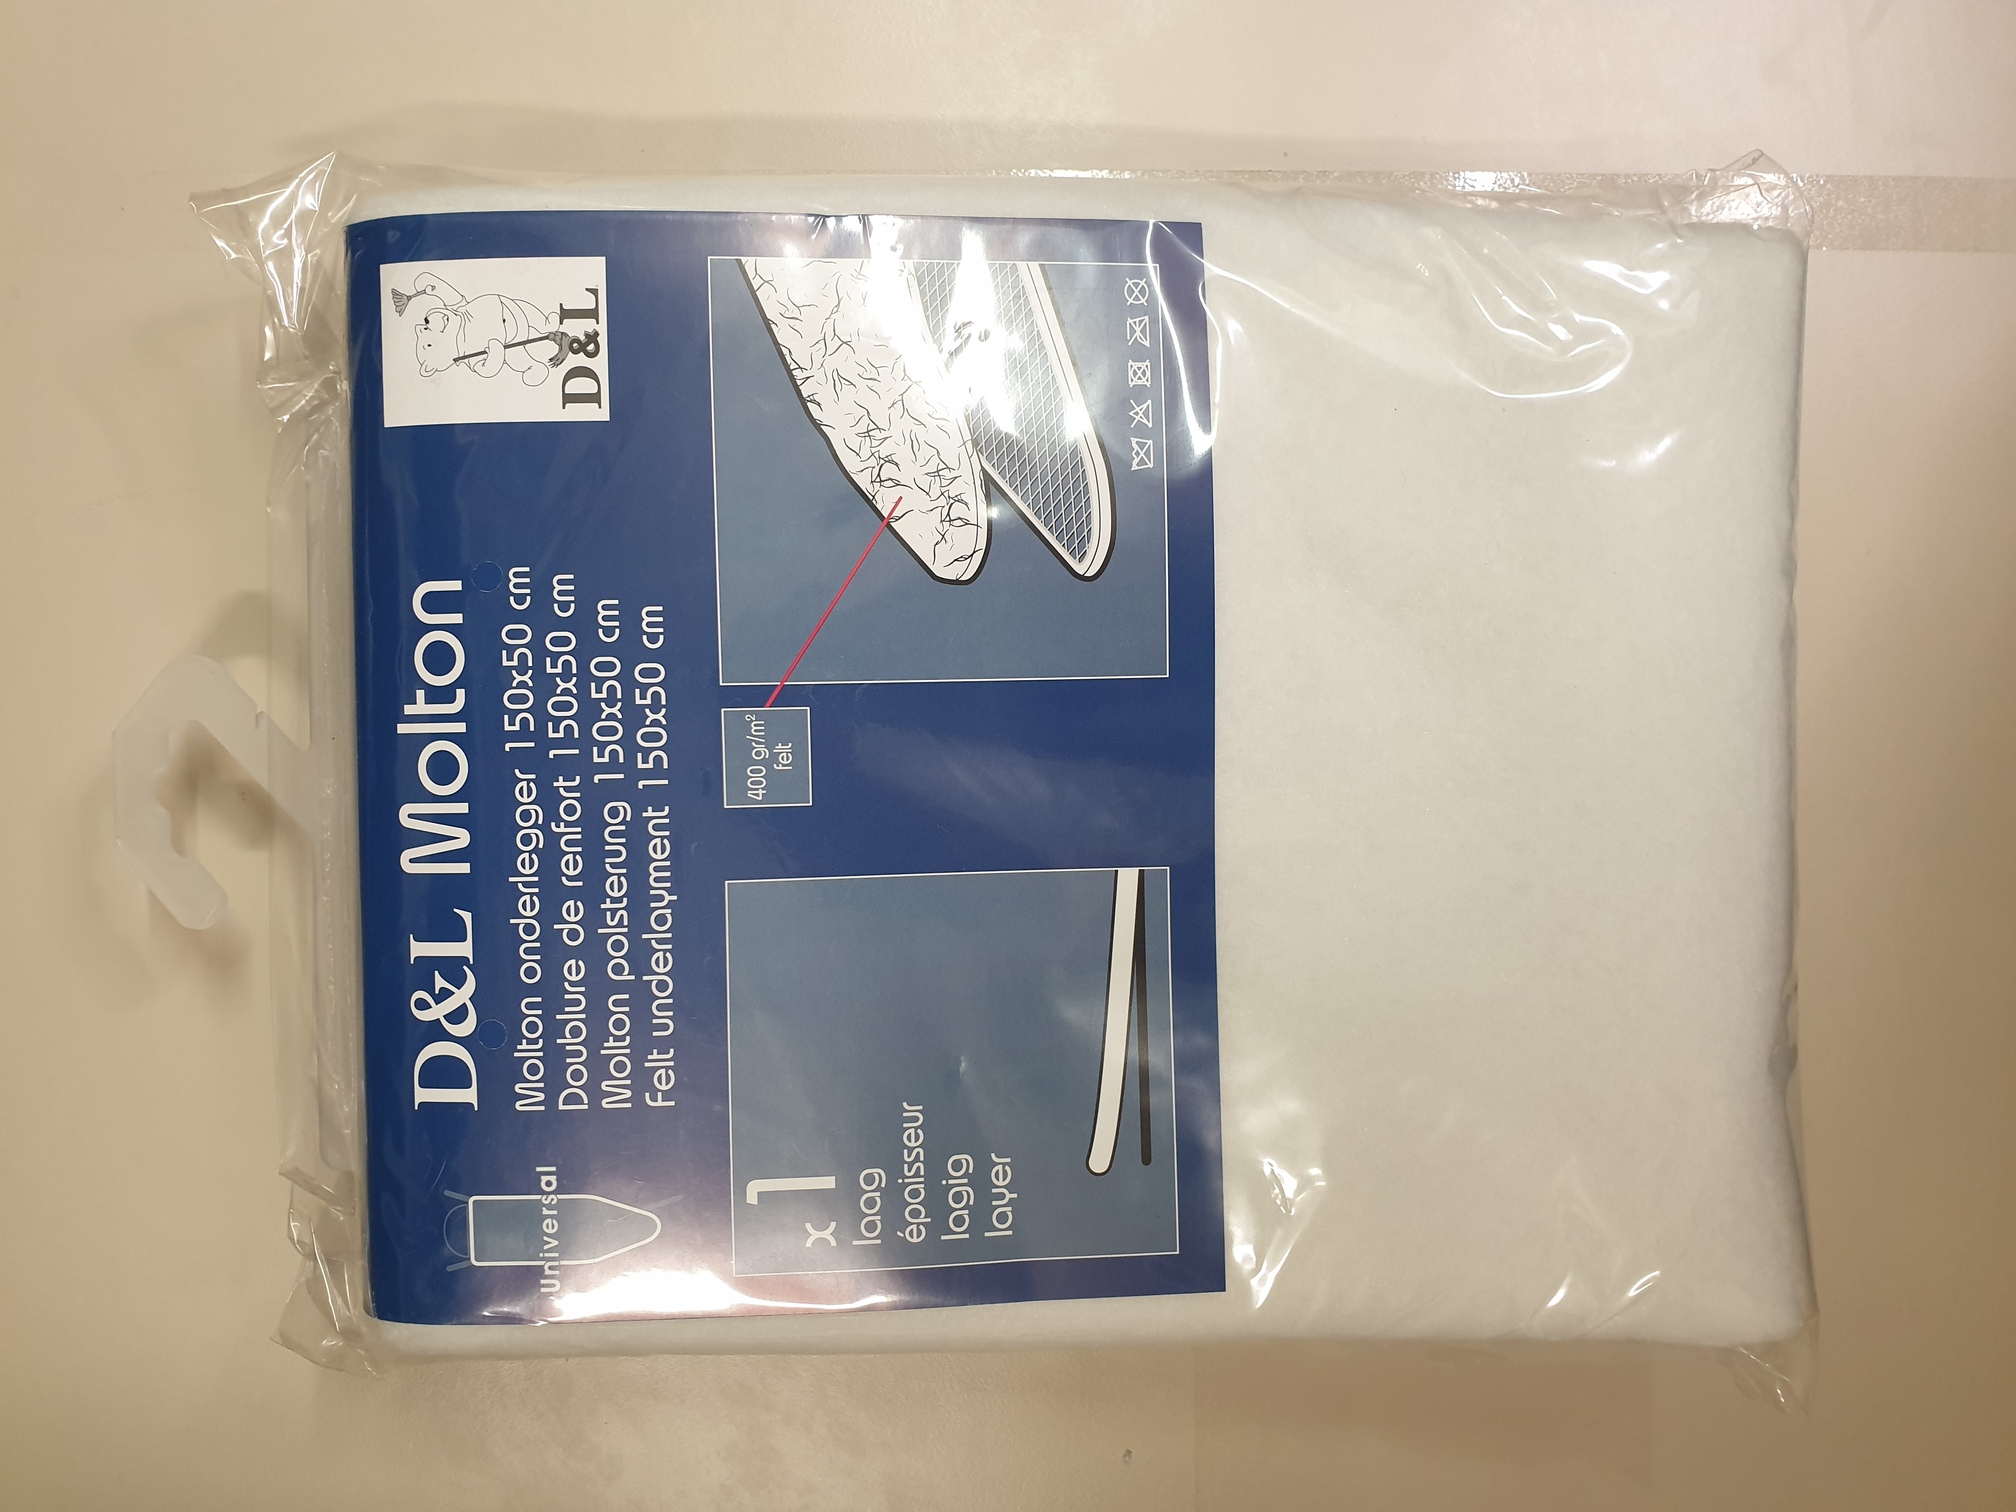 D&L
D&L Molton
Molton onderlegger 150x50 cm
Doublure de renfort 150x50 cm
Molton polsterung 150x50 cm
Felt underlayment 150x50 cm
Universal
x 1
laag
épaisseur
lagig
layer
400 gr/m²
felt